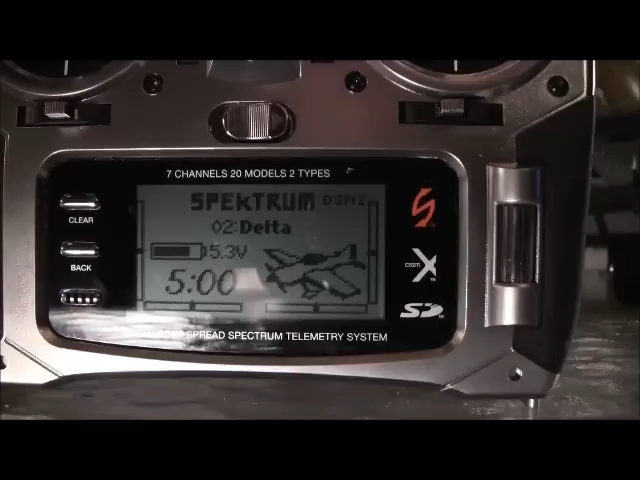 7 CHANNELS 20 MODELS 2 TYPES
SPEKTRUM DSM2
02:Delta
5.3V
5:00
CLEAR
BACK
DSM X
SD
SPREAD SPECTRUM TELEMETRY SYSTEM